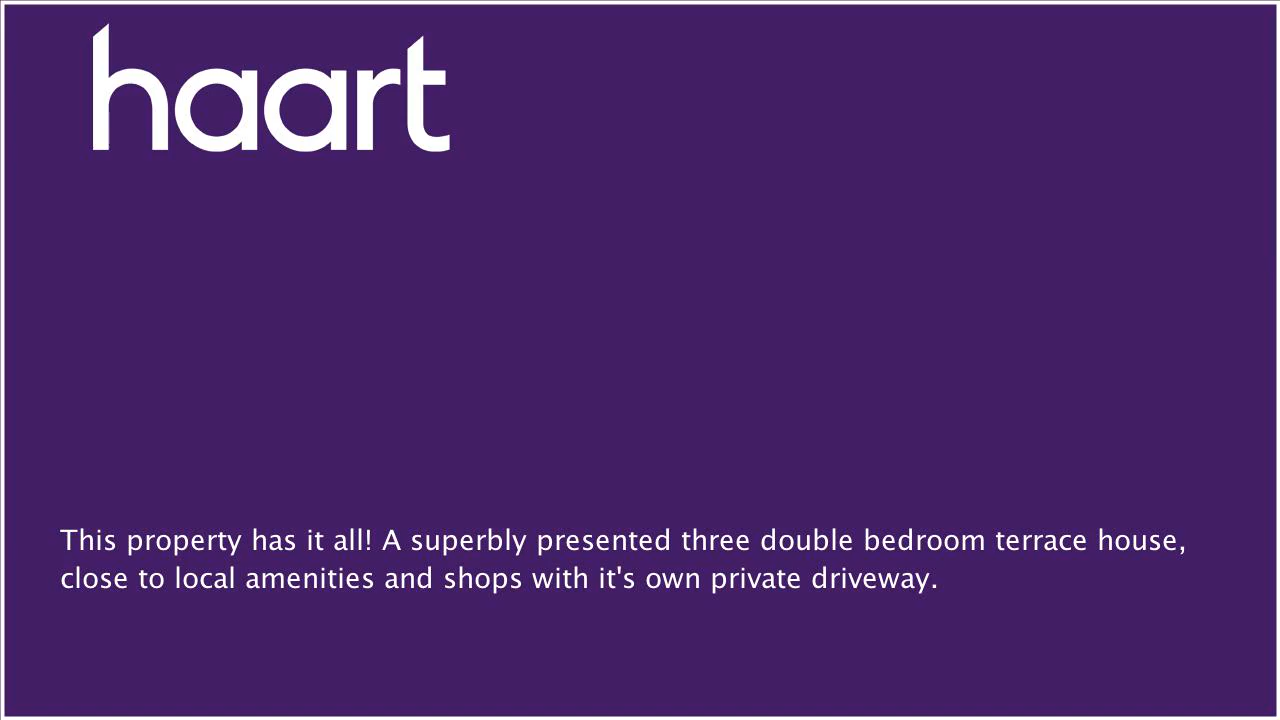 haart
This property has it all! A superbly presented three double bedroom terrace house,
close to local amenities and shops with it's own private driveway.